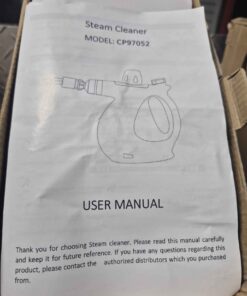 Steam Cleaner
MODEL: CP97052
USER MANUAL
Thank you for choosing Steam cleaner. Please read this manual carefully
and keep it for future reference. If you have any questions regarding this
product, please contact the authorized distributors which you purchased
from.